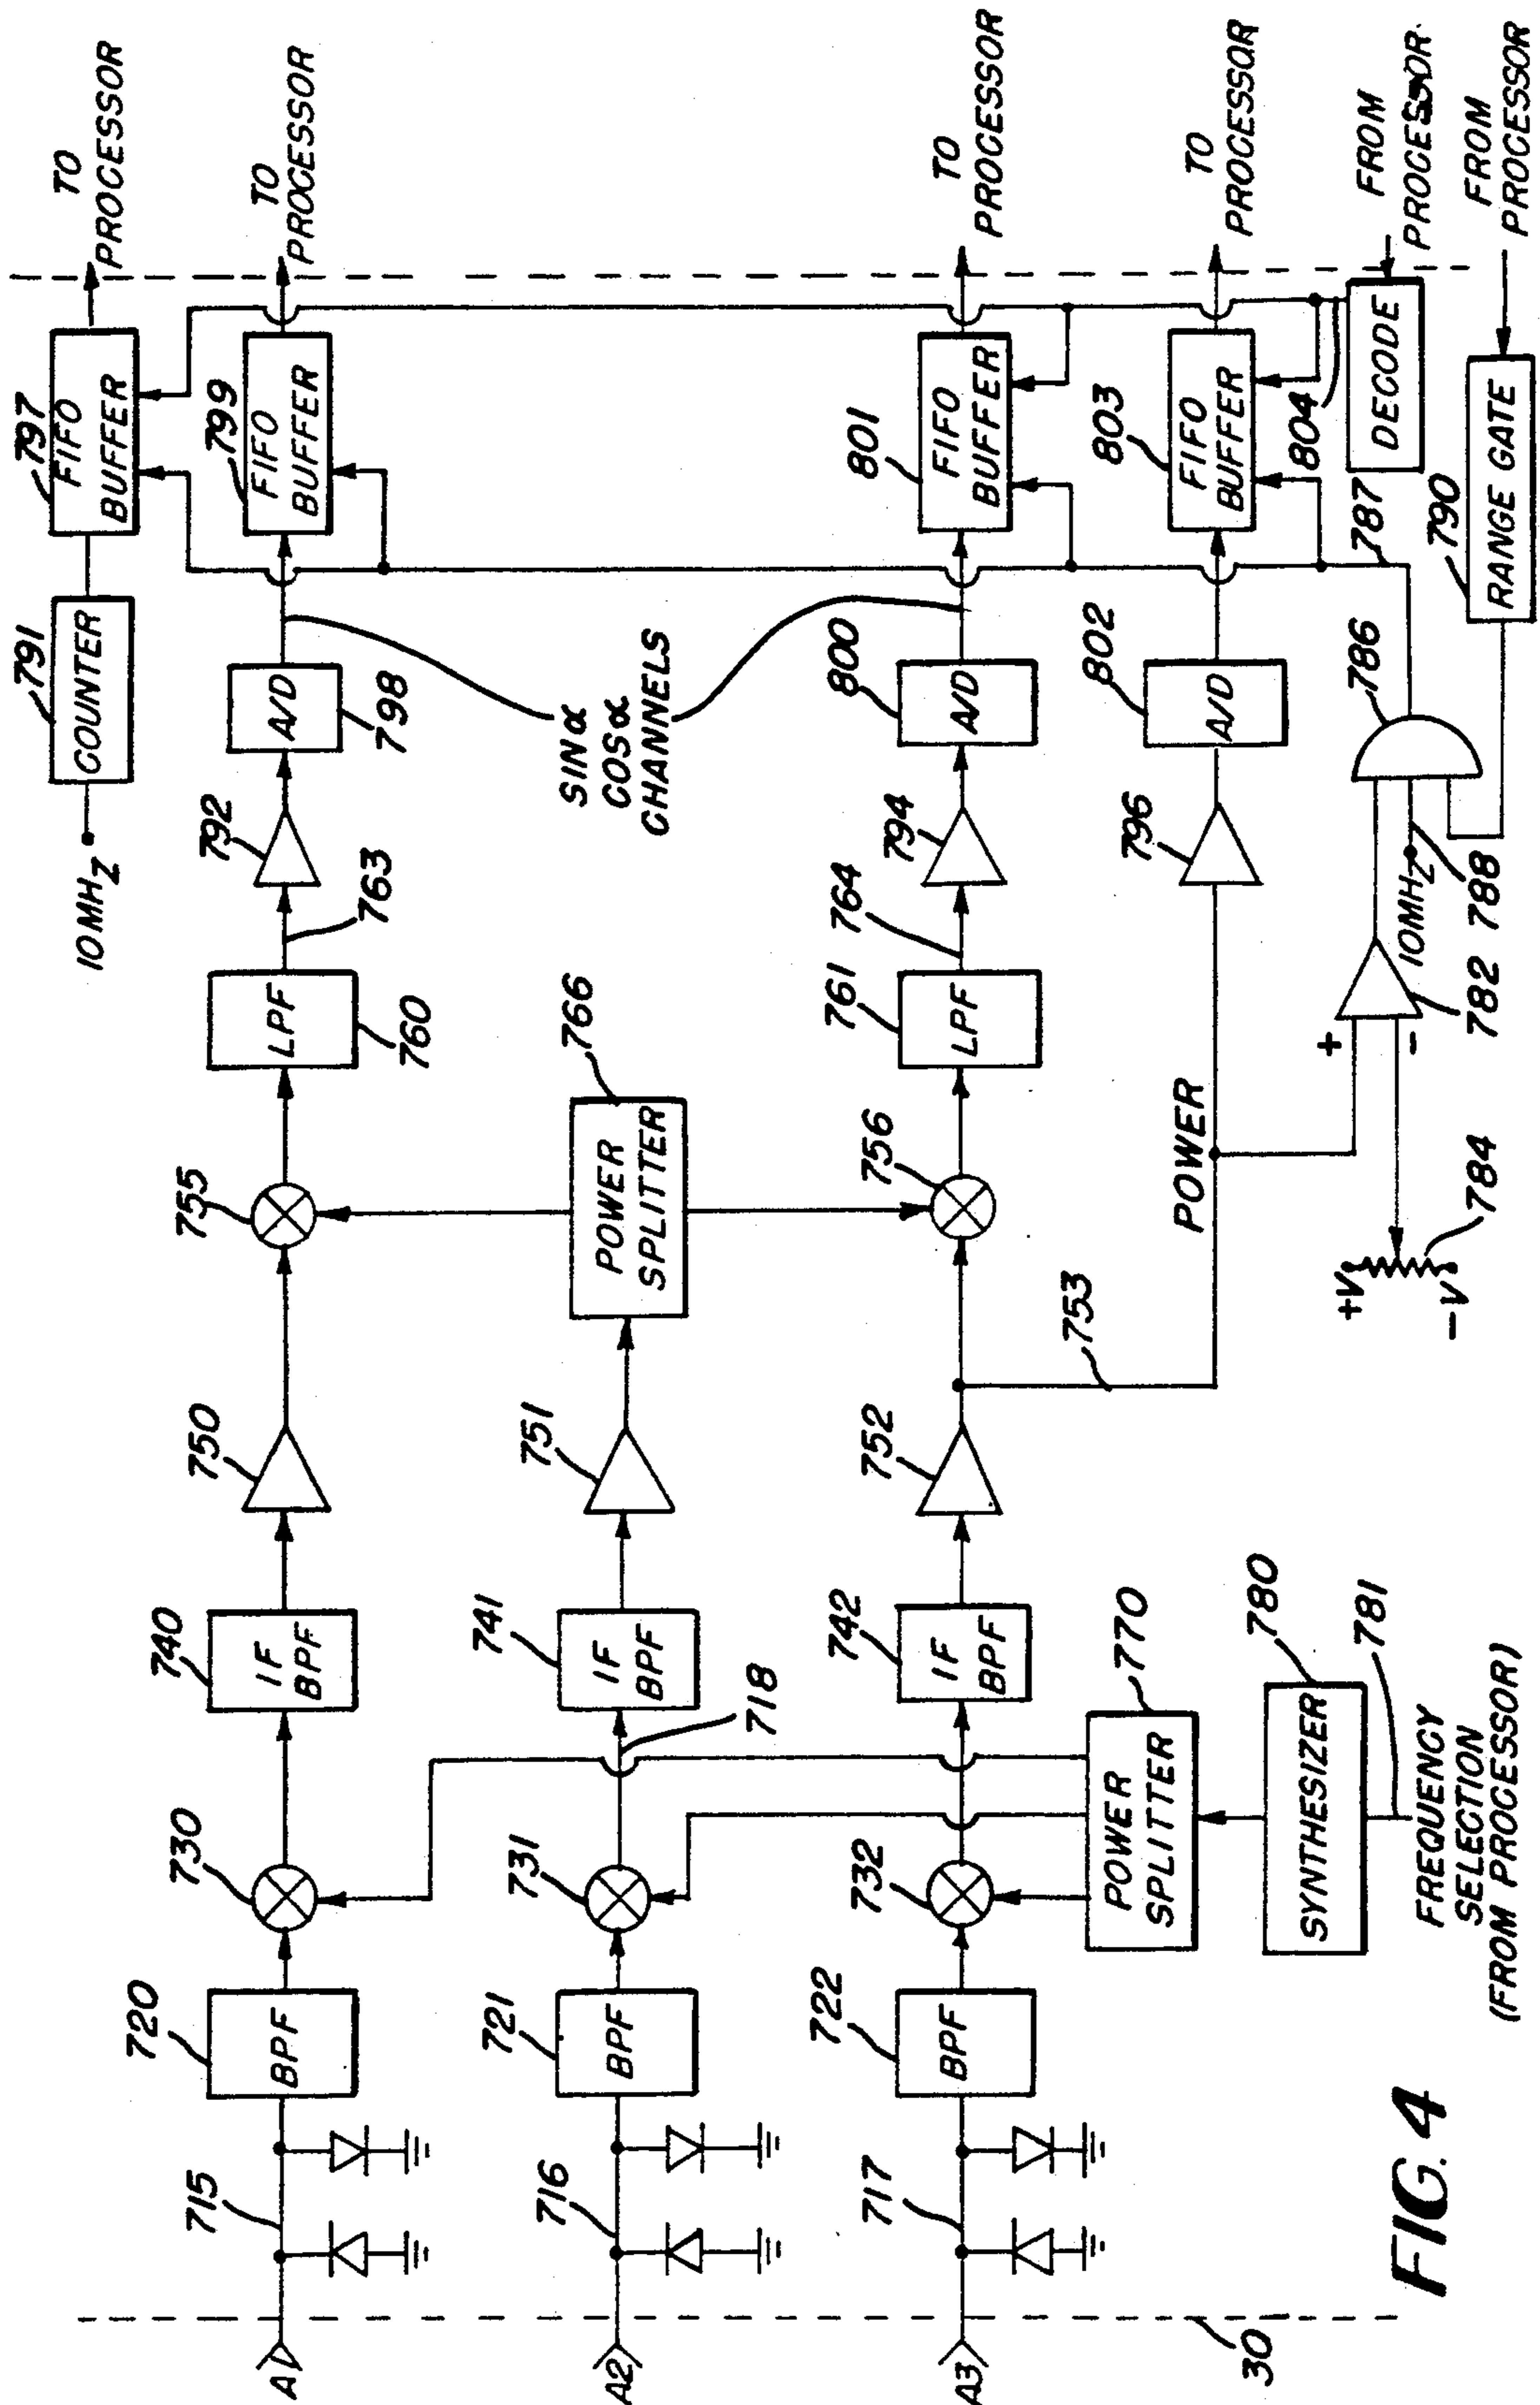 A1
715
720
BPF
730
740
IF
BPF
750
755
LPF
760
763
792
A/D
798
799
FIFO
BUFFER
TO
PROCESSOR
10MHZ
791
COUNTER
797
FIFO
BUFFER
TO
PROCESSOR
A2
716
721
BPF
731
718
741
IF
BPF
751
766
POWER
SPLITTER
SINα
COSα
CHANNELS
A3
717
722
BPF
732
742
IF
BPF
752
753
756
761
LPF
764
794
800
A/D
801
FIFO
BUFFER
TO
PROCESSOR
770
POWER
SPLITTER
780
SYNTHESIZER
781
FREQUENCY
SELECTION
(FROM PROCESSOR)
POWER
796
802
A/D
803
FIFO
BUFFER
TO
PROCESSOR
804
DECODE
FROM
PROCESSOR
+V
-V
784
+
-
782
10MHZ
788
786
787
790
RANGE GATE
FROM
PROCESSOR
30
FIG. 4